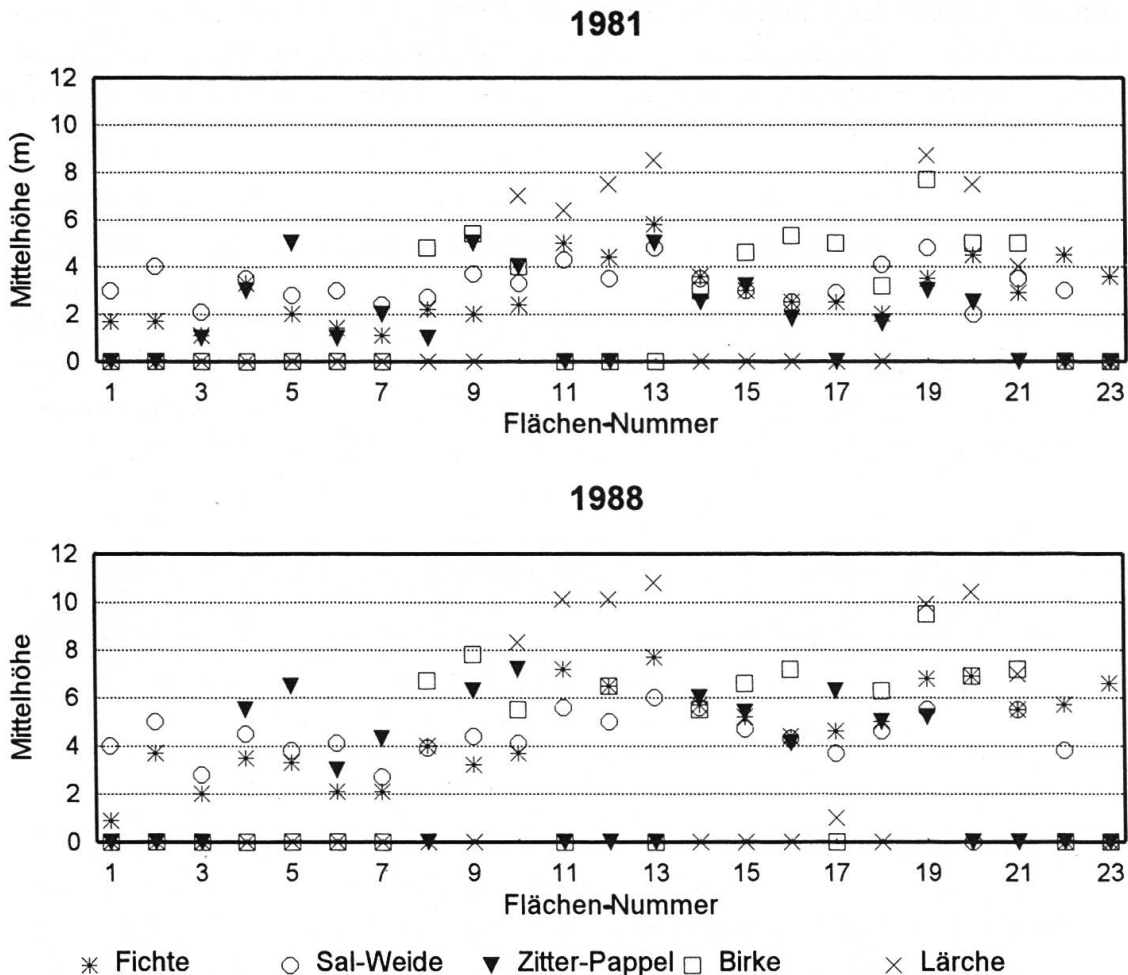 1981
12
10
8
6
4
2
0
Mittelhöhe (m)
1 3 5 7 9 11 13 15 17 19 21 23
Flächen-Nummer
1988
12
10
8
6
4
2
0
Mittelhöhe
1 3 5 7 9 11 13 15 17 19 21 23
Flächen-Nummer
Fichte Sal-Weide Zitter-Pappel Birke Lärche